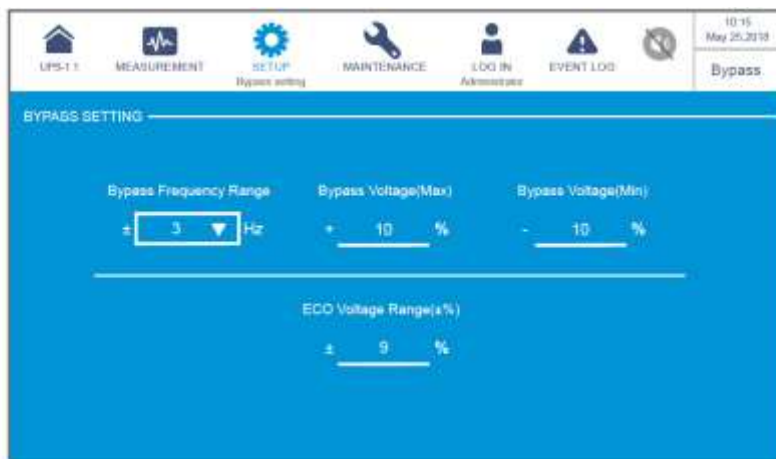 10:15
May 25,2018
UPS-1 1
MEASUREMENT
SETUP
MAINTENANCE
LOG IN
EVENT LOG
Bypass setting
Administrator
Bypass
BYPASS SETTING
Bypass Frequency Range
Bypass Voltage(Max)
Bypass Voltage(Min)
± 3 Hz
+ 10 %
- 10 %
ECO Voltage Range(±%)
± 9 %